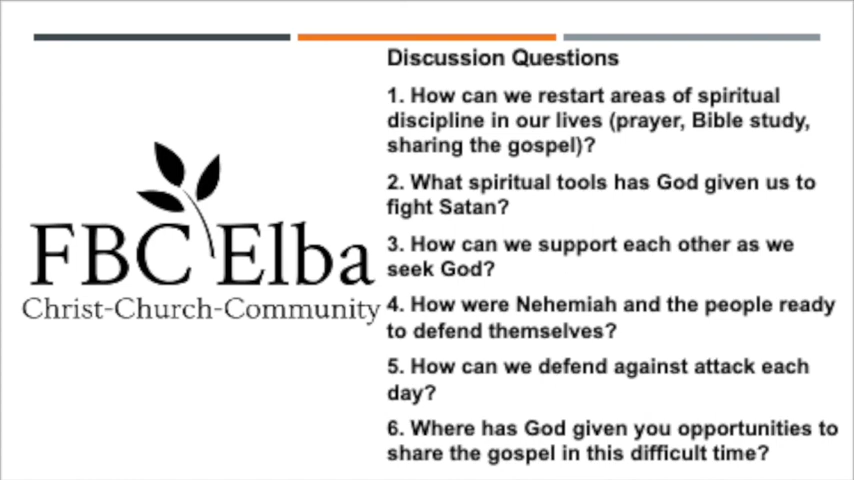 FBC Elba
Christ-Church-Community
Discussion Questions
1. How can we restart areas of spiritual
discipline in our lives (prayer, Bible study,
sharing the gospel)?
2. What spiritual tools has God given us to
fight Satan?
3. How can we support each other as we
seek God?
4. How were Nehemiah and the people ready
to defend themselves?
5. How can we defend against attack each
day?
6. Where has God given you opportunities to
share the gospel in this difficult time?